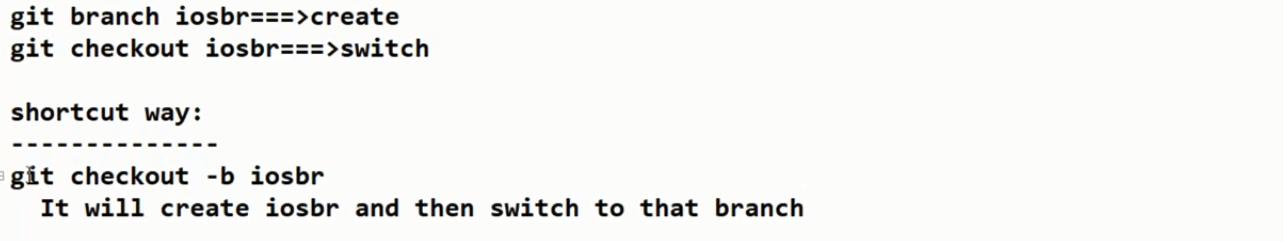 git branch iosbr===>create
git checkout iosbr===>switch
shortcut way:
--------------
git checkout -b iosbr
It will create iosbr and then switch to that branch